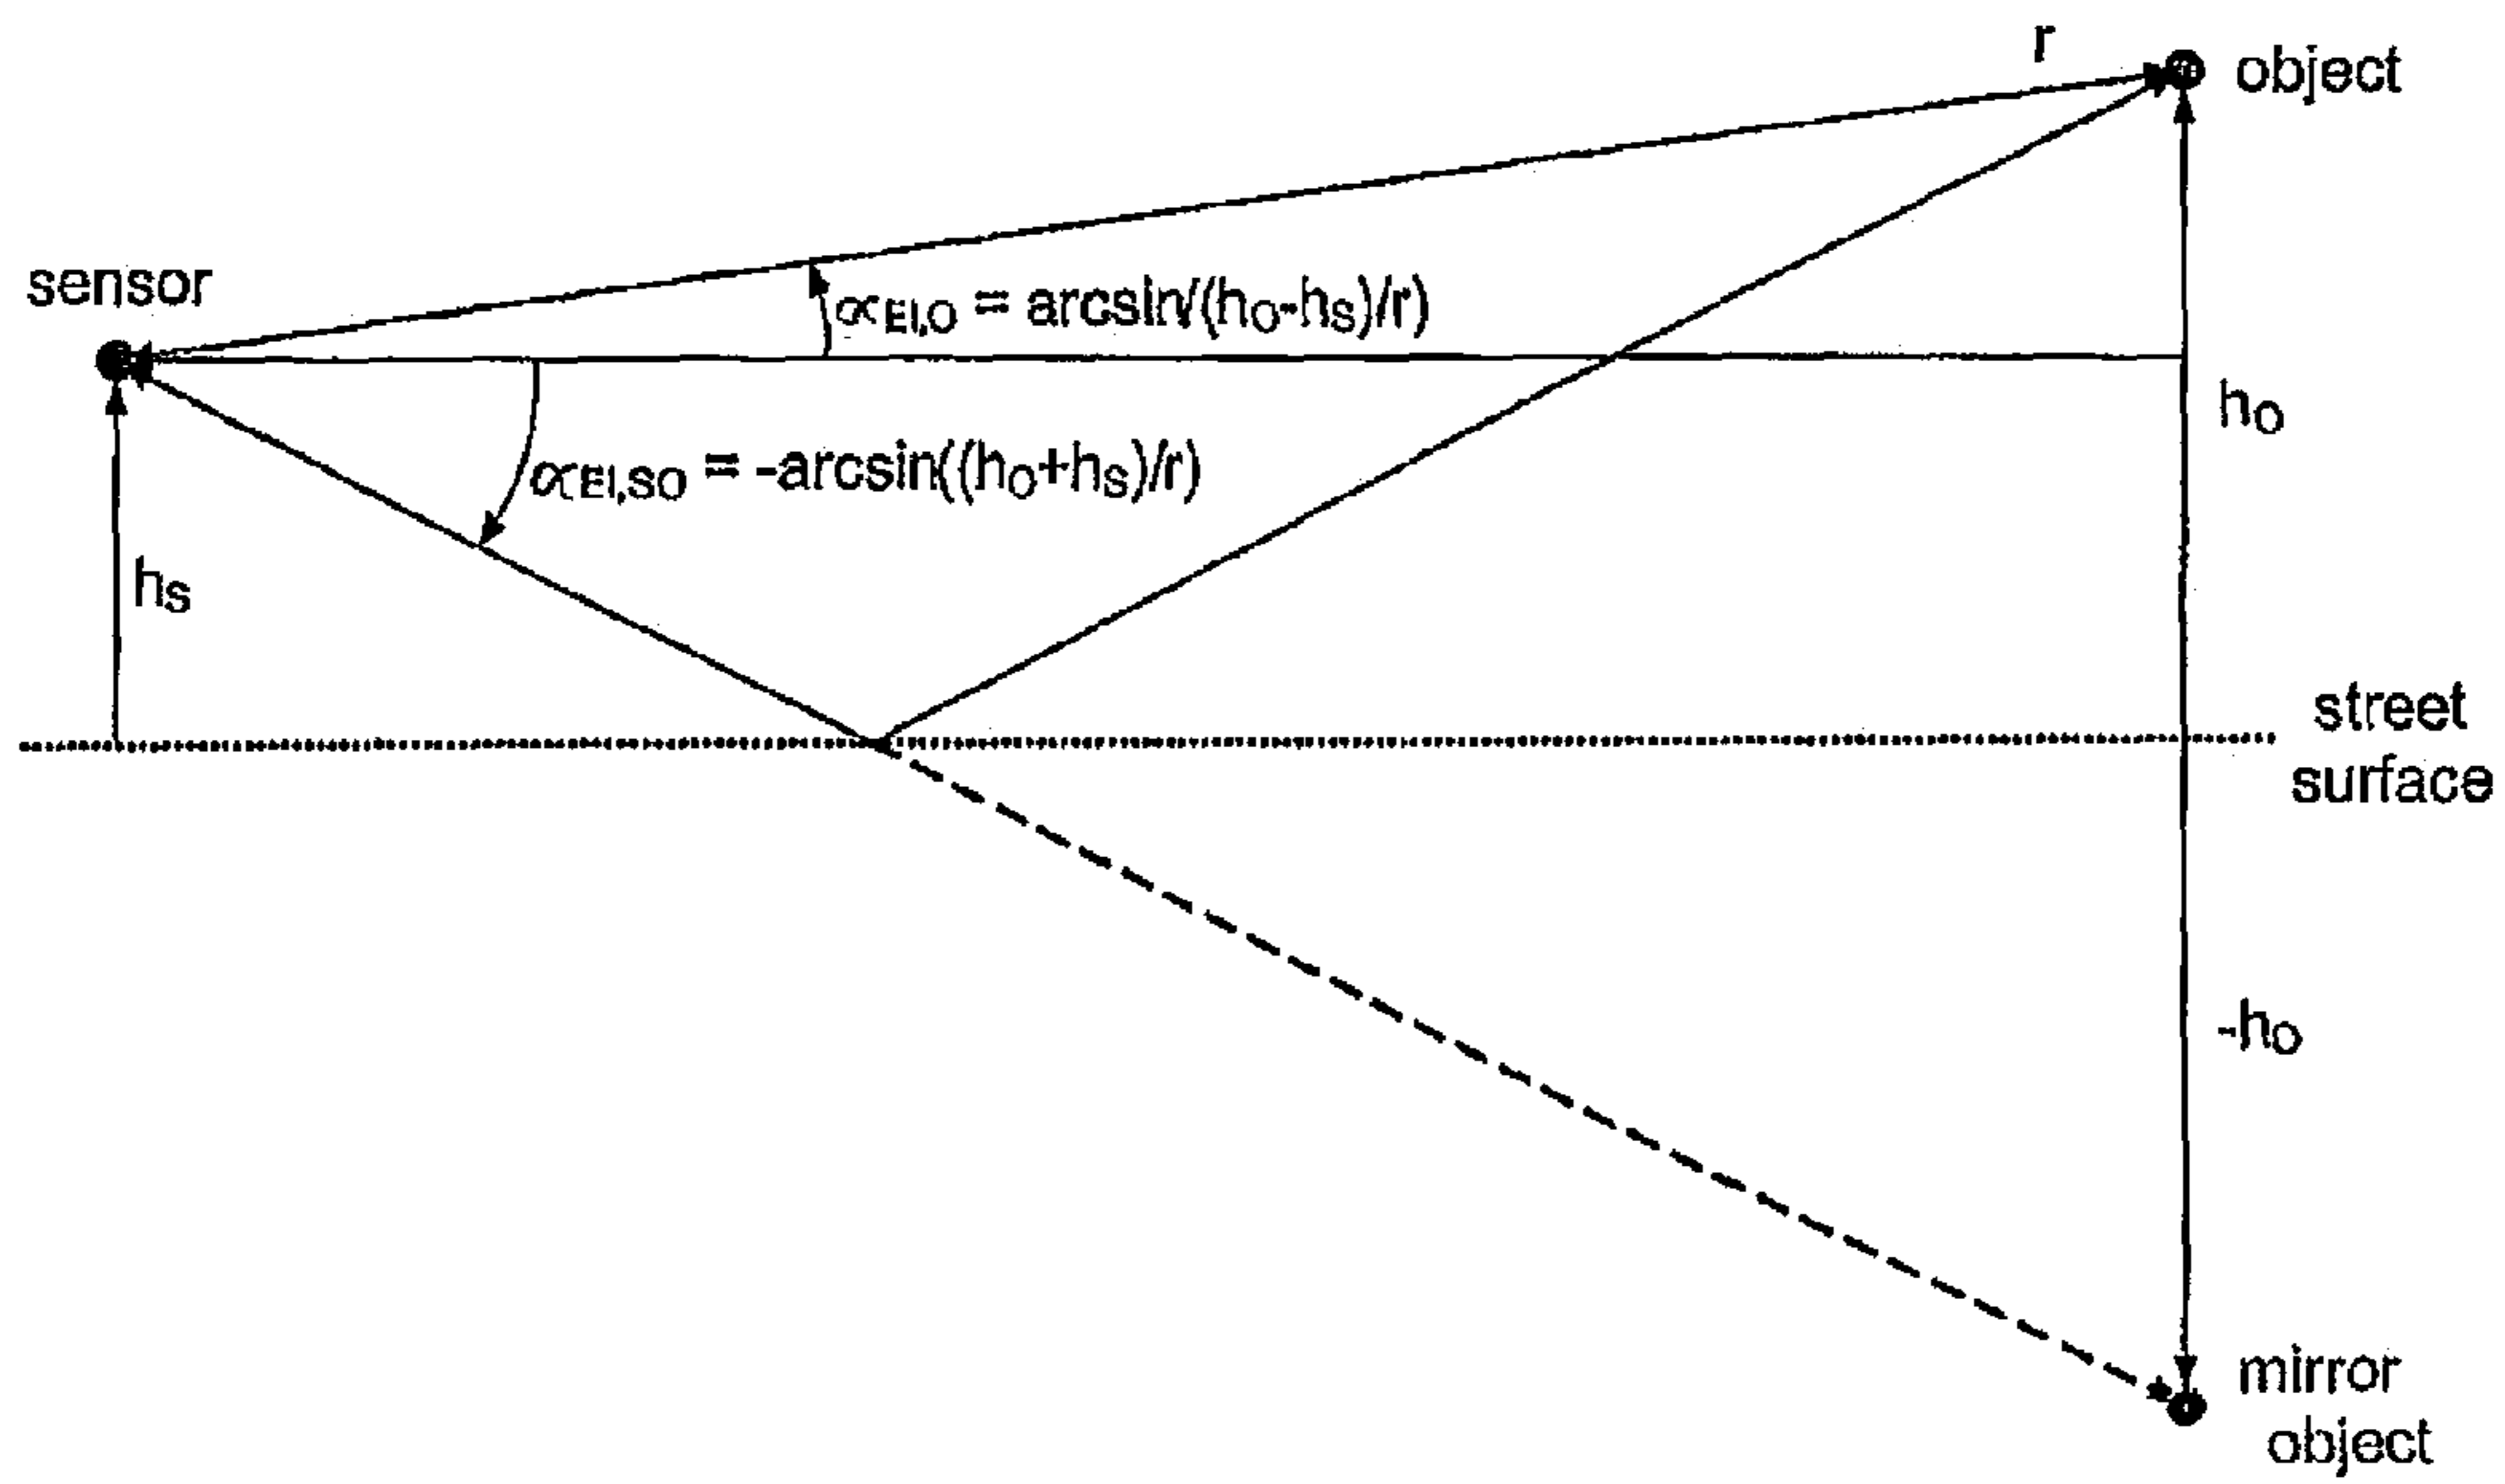 r
object
sensor
αEl,O = arcsin((hO-hS)/r)
hO
αEl,SO = -arcsin((hO+hS)/r)
hS
street
surface
-hO
mirror
object